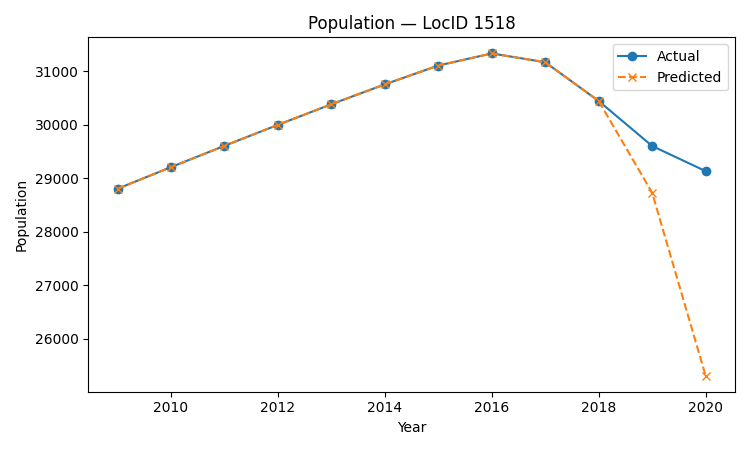 Population — LocID 1518
Actual
Predicted
31000
30000
29000
28000
27000
26000
Population
2010
2012
2014
2016
2018
2020
Year